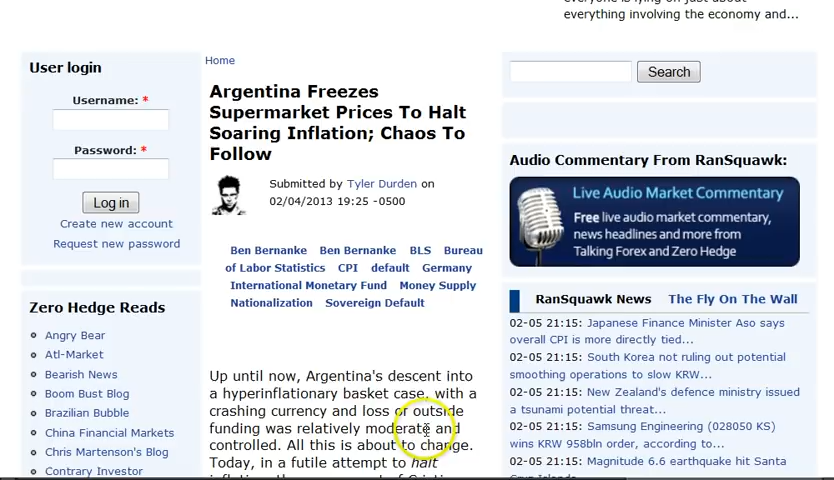 everyone is lying on just about
everything involving the economy and...
User login
Username: *
Password: *
Log in
Create new account
Request new password
Zero Hedge Reads
Angry Bear
Atl-Market
Bearish News
Boom Bust Blog
Brazilian Bubble
China Financial Markets
Chris Martenson's Blog
Contrary Investor
Home
Argentina Freezes
Supermarket Prices To Halt
Soaring Inflation; Chaos To
Follow
Submitted by Tyler Durden on
02/04/2013 19:25 -0500
Ben Bernanke Ben Bernanke BLS Bureau
of Labor Statistics CPI default Germany
International Monetary Fund Money Supply
Nationalization Sovereign Default
Up until now, Argentina's descent into
a hyperinflationary basket case, with a
crashing currency and loss of outside
funding was relatively moderate and
controlled. All this is about to change.
Today, in a futile attempt to halt
Search
Audio Commentary From RanSquawk:
Live Audio Market Commentary
Free live audio market commentary,
news headlines and more from
Talking Forex and Zero Hedge
RanSquawk News The Fly On The Wall
02-05 21:15: Japanese Finance Minister Aso says
overall CPI is more directly tied...
02-05 21:15: South Korea not ruling out potential
smoothing operations to slow KRW...
02-05 21:15: New Zealand's defence ministry issued
a tsunami potential threat...
02-05 21:15: Samsung Engineering (028050 KS)
wins KRW 958bln order, according to...
02-05 21:15: Magnitude 6.6 earthquake hit Santa